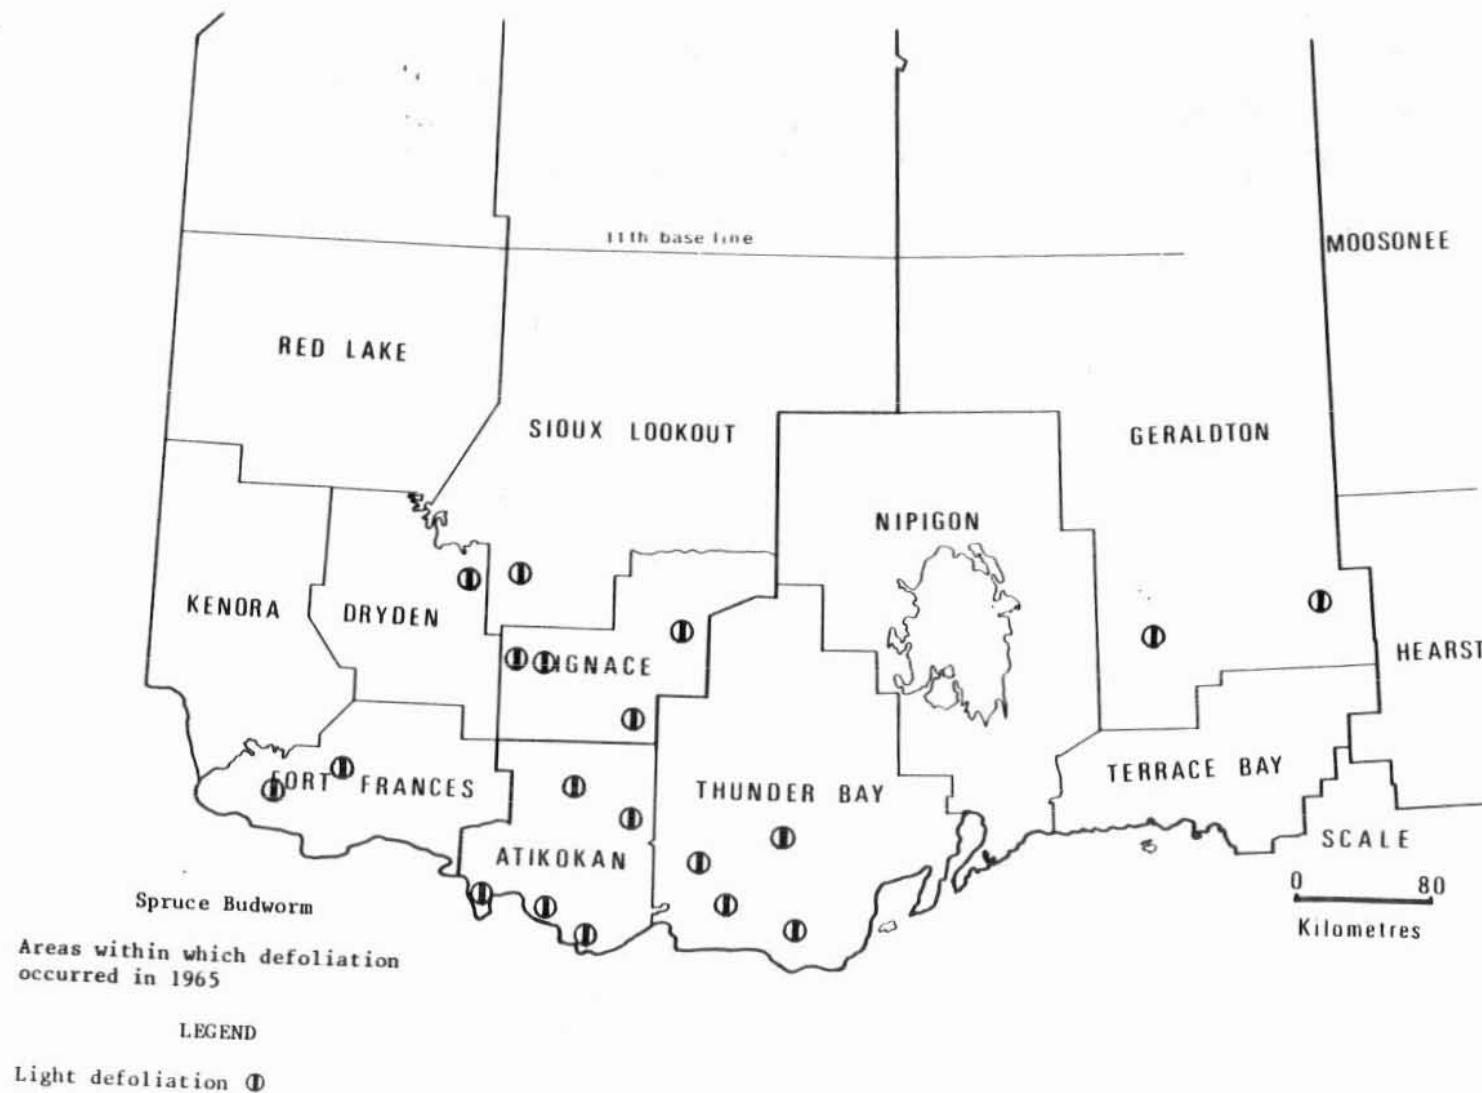 11th base line
MOOSONEE
RED LAKE
SIOUX LOOKOUT
GERALDTON
NIPIGON
KENORA
DRYDEN
IGNACE
HEARST
FORT FRANCES
THUNDER BAY
TERRACE BAY
ATIKOKAN
SCALE
0 80
Kilometres
Spruce Budworm
Areas within which defoliation
occurred in 1965
LEGEND
Light defoliation